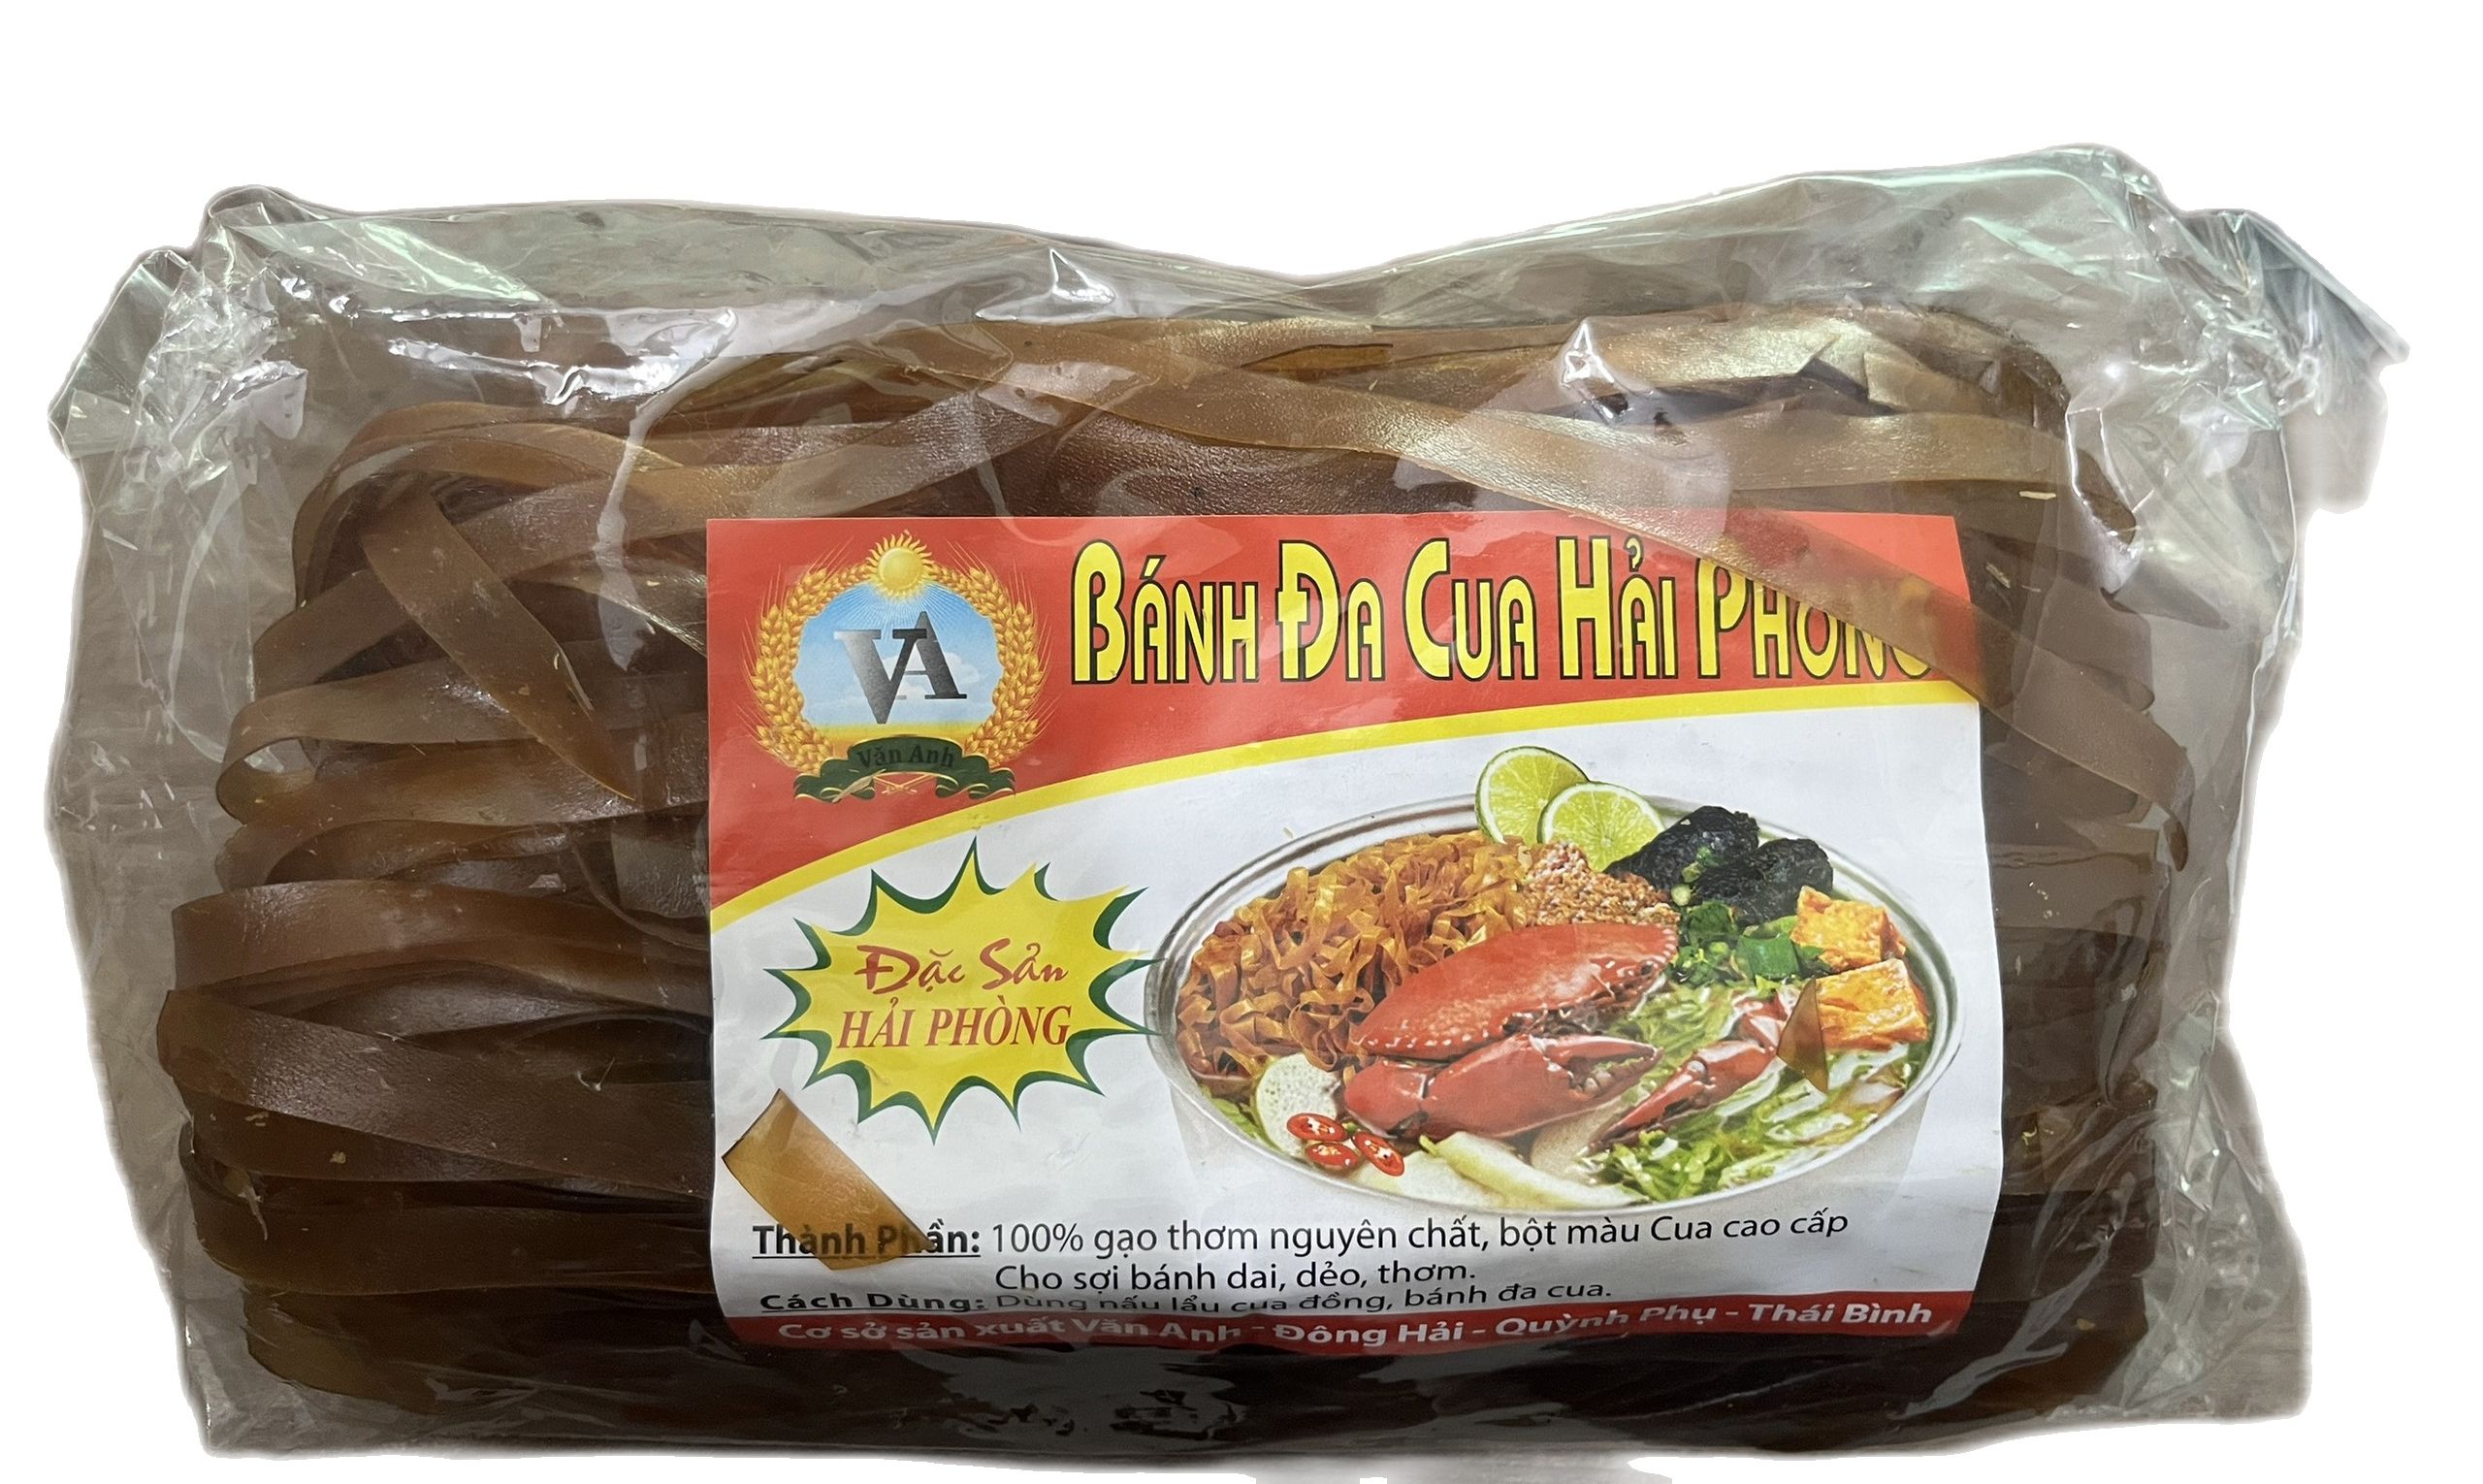 BÁNH ĐA CUA HẢI PHÒNG
VA
Văn Anh
Đặc Sản
HẢI PHÒNG
Thành Phần: 100% gạo thơm nguyên chất, bột màu Cua cao cấp
Cho sợi bánh dai, dẻo, thơm.
Cách Dùng: Dùng nấu lẩu cua đồng, bánh đa cua.
Cơ sở sản xuất Văn Anh - Đông Hải - Quỳnh Phụ - Thái Bình